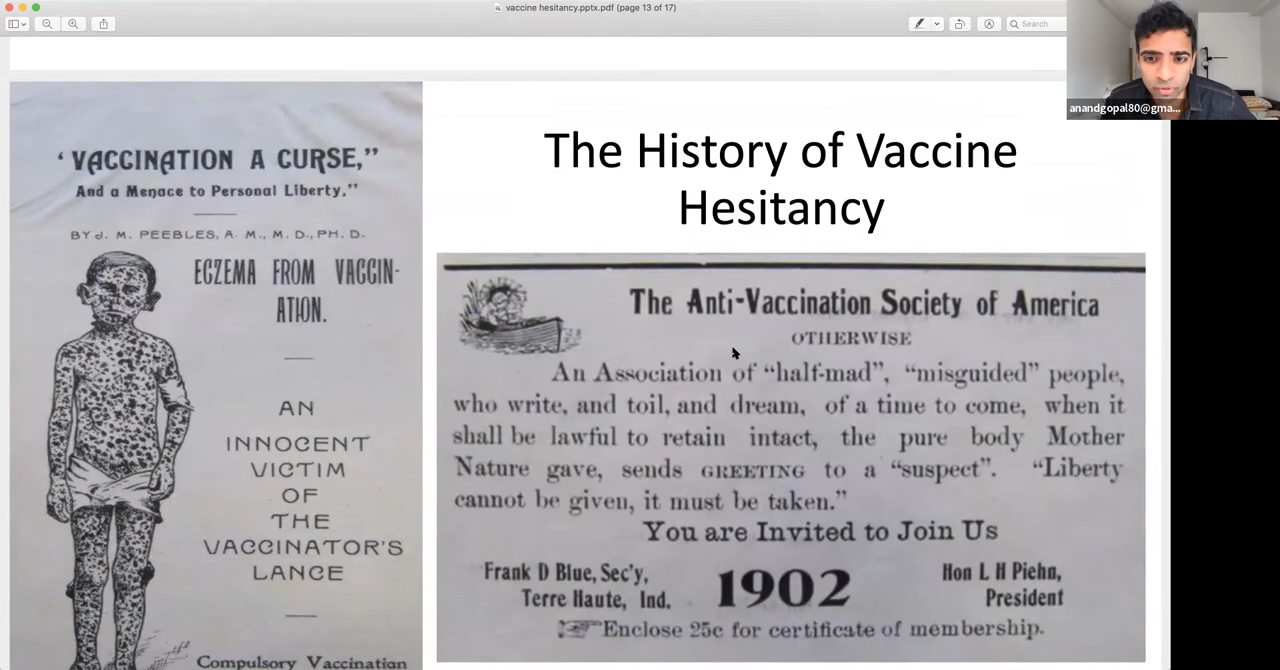 vaccine hesitancy.pptx.pdf (page 13 of 17)
Search
anandgopal80@gma...
‘VACCINATION A CURSE,”
And a Menace to Personal Liberty,”
BY J. M. PEEBLES, A. M., M. D., PH. D.
ECZEMA FROM VACCIN-
ATION.
AN
INNOCENT
VICTIM
OF
THE
VACCINATOR'S
LANCE
Compulsory Vaccination
The History of Vaccine
Hesitancy
The Anti-Vaccination Society of America
OTHERWISE
An Association of “half-mad”, “misguided” people,
who write, and toil, and dream, of a time to come, when it
shall be lawful to retain intact, the pure body Mother
Nature gave, sends GREETING to a “suspect”. “Liberty
cannot be given, it must be taken.”
You are Invited to Join Us
Frank D Blue, Sec'y,
Terre Haute, Ind.
1902
Hon L H Piehn,
President
Enclose 25c for certificate of membership.